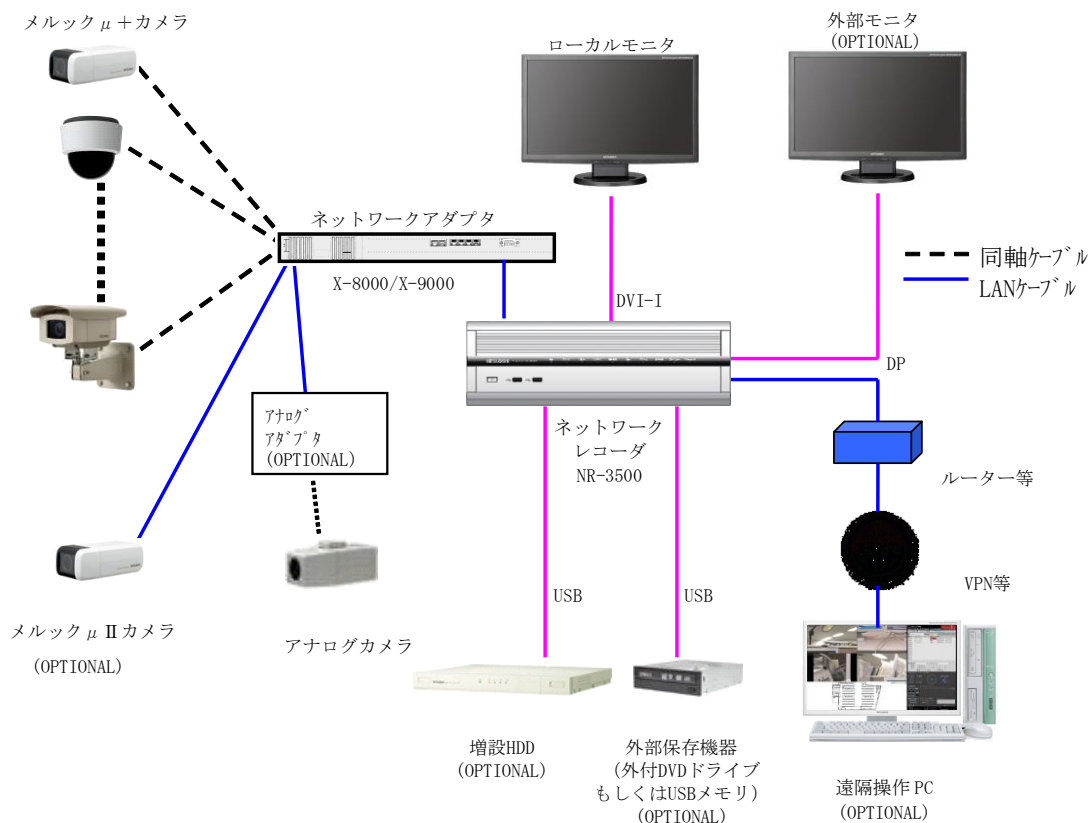 メルックμ+カメラ
ローカルモニタ
外部モニタ
(OPTIONAL)
ネットワークアダプタ
X-8000/X-9000
同軸ケーブル
LANケーブル
DVI-I
DP
アナログ
アダプタ
(OPTIONAL)
ネットワーク
レコーダ
NR-3500
ルーター等
VPN等
USB
USB
メルックμⅡカメラ
(OPTIONAL)
アナログカメラ
増設HDD
(OPTIONAL)
外部保存機器
(外付DVDドライブ
もしくはUSBメモリ)
(OPTIONAL)
遠隔操作PC
(OPTIONAL)